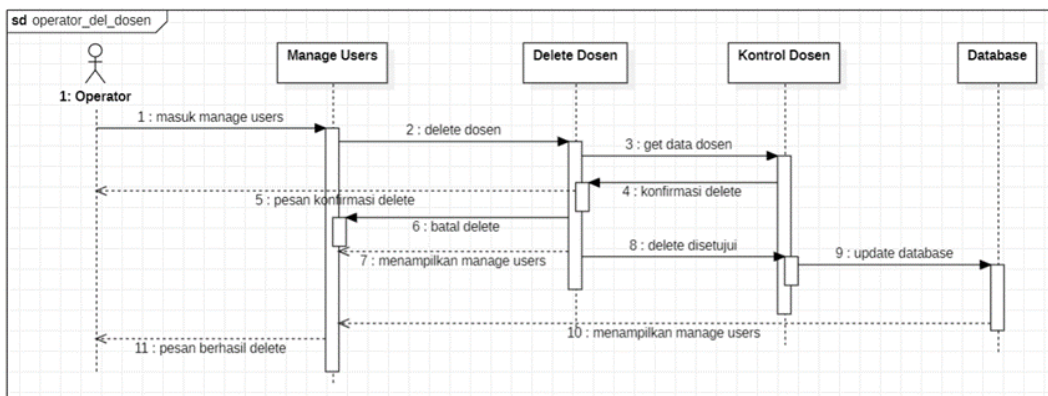 sd operator_del_dosen
Manage Users
Delete Dosen
Kontrol Dosen
Database
1: Operator
1 : masuk manage users
2 : delete dosen
3 : get data dosen
4 : konfirmasi delete
5 : pesan konfirmasi delete
6 : batal delete
7 : menampilkan manage users
8 : delete disetujui
9 : update database
10 : menampilkan manage users
11 : pesan berhasil delete